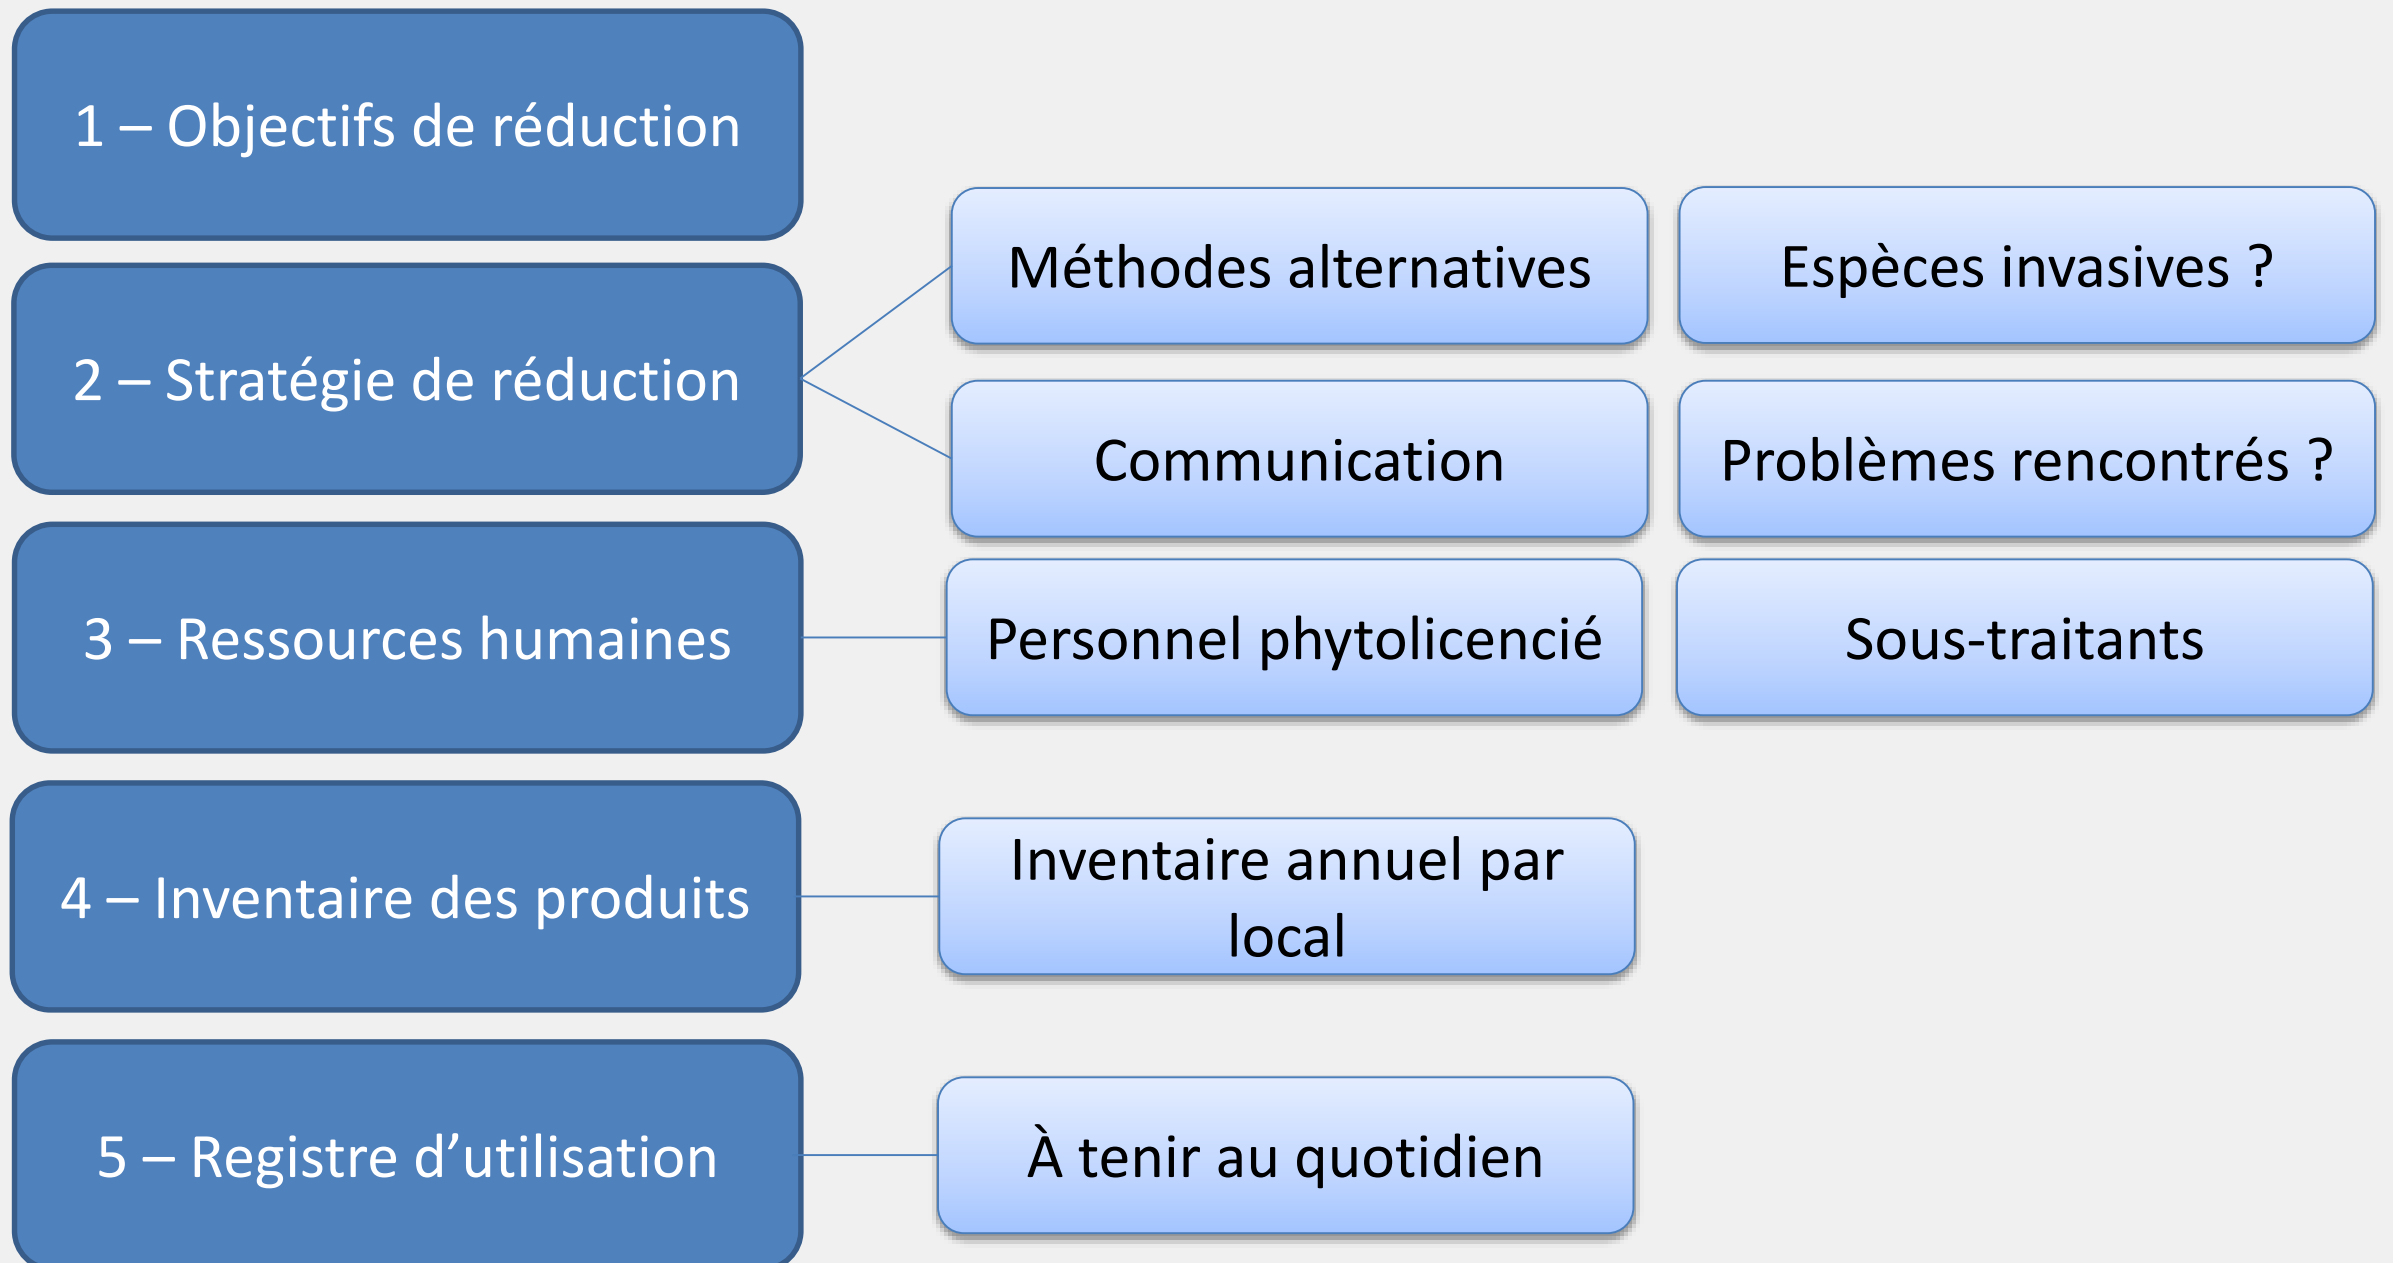 1 – Objectifs de réduction
2 – Stratégie de réduction
Méthodes alternatives
Espèces invasives ?
Communication
Problèmes rencontrés ?
3 – Ressources humaines
Personnel phytolicencié
Sous-traitants
4 – Inventaire des produits
Inventaire annuel par
local
5 – Registre d’utilisation
À tenir au quotidien